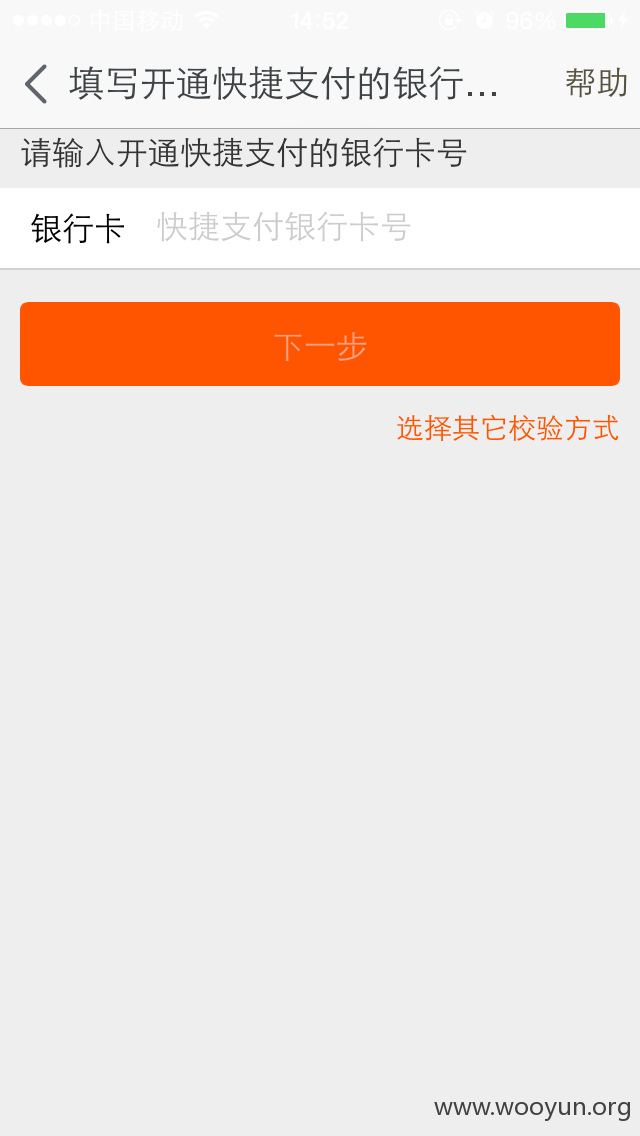 中国移动 14:52 96%
填写开通快捷支付的银行... 帮助
请输入开通快捷支付的银行卡号
银行卡 快捷支付银行卡号
下一步
选择其它校验方式
www.wooyun.org